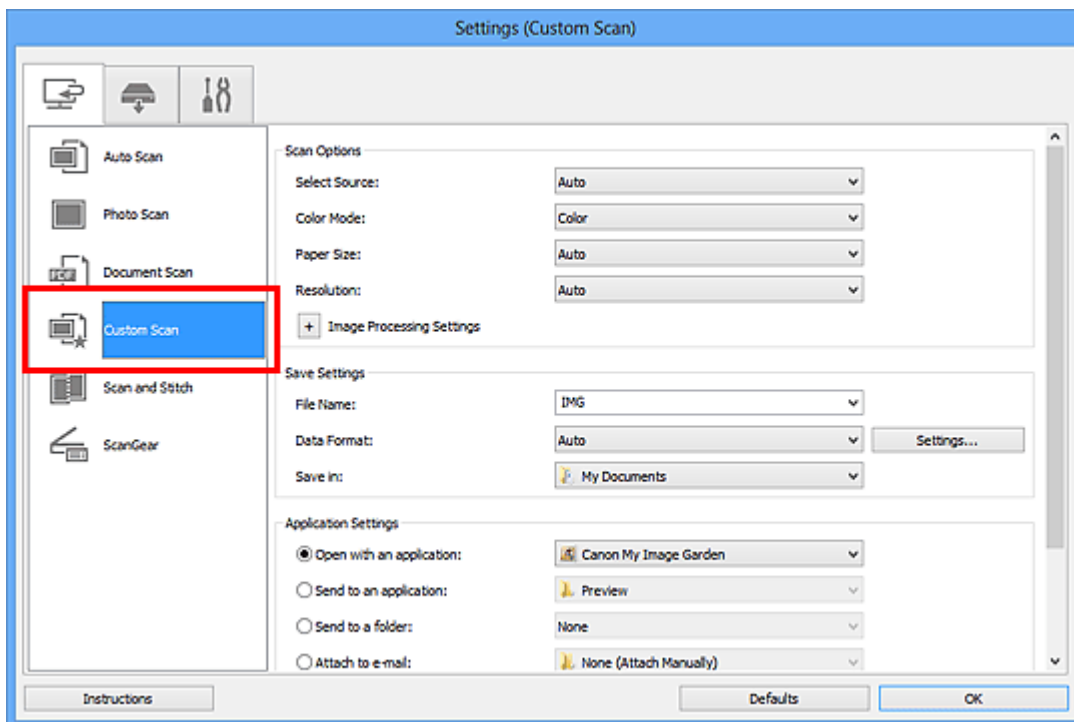 Settings (Custom Scan)
Auto Scan
Photo Scan
Document Scan
Custom Scan
Scan and Stitch
ScanGear
Scan Options
Select Source: Auto
Color Mode: Color
Paper Size: Auto
Resolution: Auto
+ Image Processing Settings
Save Settings
File Name: IMG
Data Format: Auto Settings...
Save in: My Documents
Application Settings
Open with an application: Canon My Image Garden
Send to an application: Preview
Send to a folder: None
Attach to e-mail: None (Attach Manually)
Instructions Defaults OK